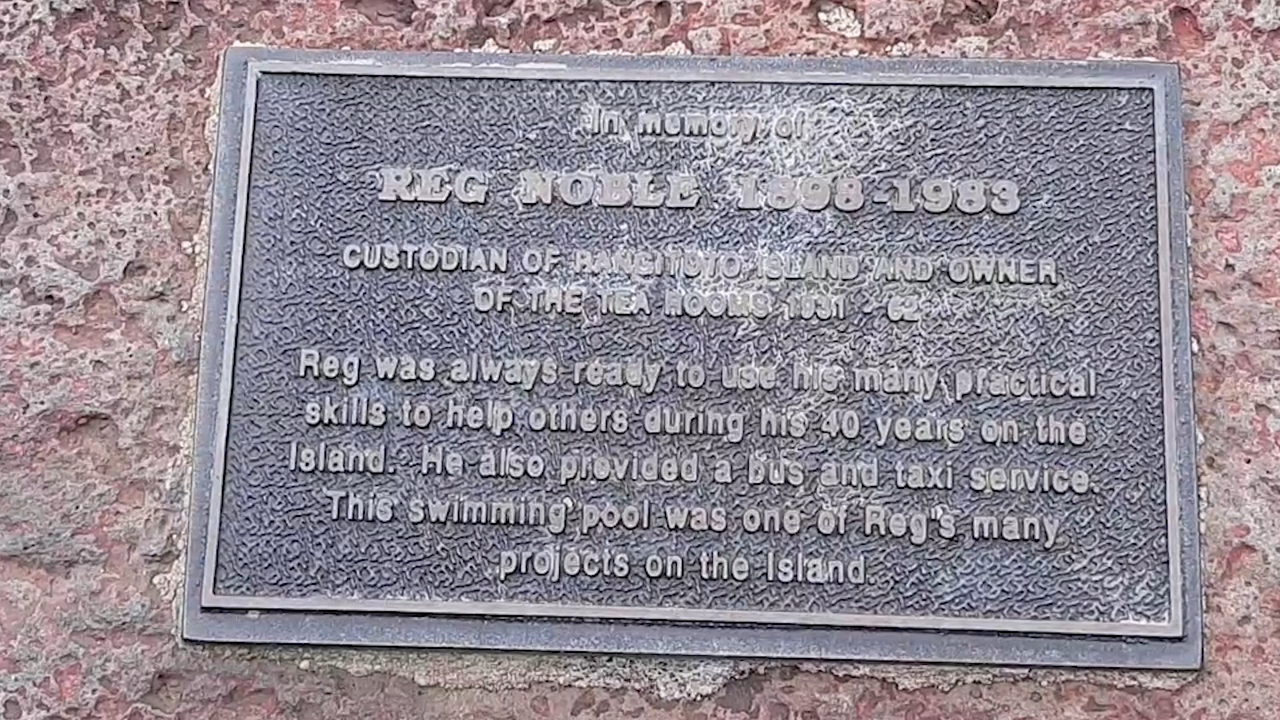 In memory of
REG NOBLE 1898-1983
CUSTODIAN OF RANGITOTO ISLAND AND OWNER
OF THE TEA ROOMS 1931 - 62
Reg was always ready to use his many practical
skills to help others during his 40 years on the
Island. He also provided a bus and taxi service.
This swimming pool was one of Reg's many
projects on the Island.